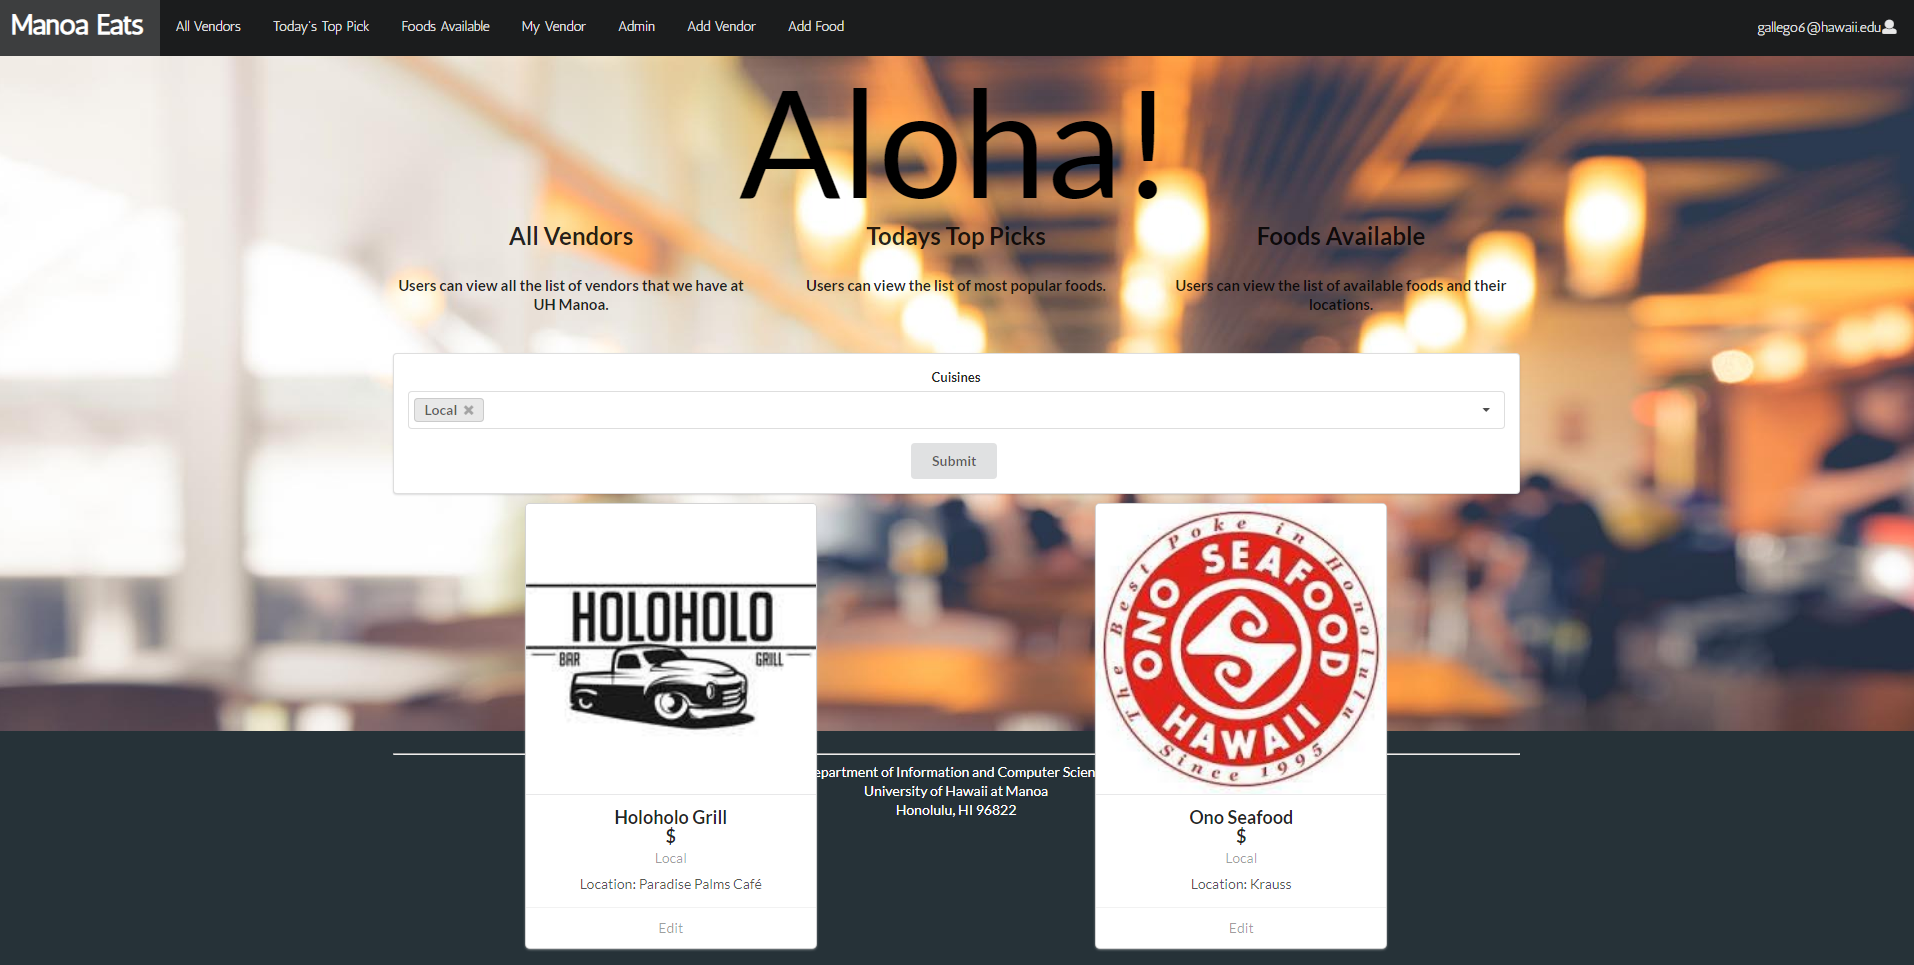 Manoa Eats
All Vendors
Today's Top Pick
Foods Available
My Vendor
Admin
Add Vendor
Add Food
gallego6@hawaii.edu
Aloha!
All Vendors
Users can view all the list of vendors that we have at
UH Manoa.
Todays Top Picks
Users can view the list of most popular foods.
Foods Available
Users can view the list of available foods and their
locations.
Cuisines
Local
Submit
HOLOHOLO
BAR GRILL
Holoholo Grill
$
Local
Location: Paradise Palms Café
Edit
The Best Poke in Honolulu
ONO SEAFOOD
HAWAII
Since 1995
Ono Seafood
$
Local
Location: Krauss
Edit
epartment of Information and Computer Scien
University of Hawaii at Manoa
Honolulu, HI 96822